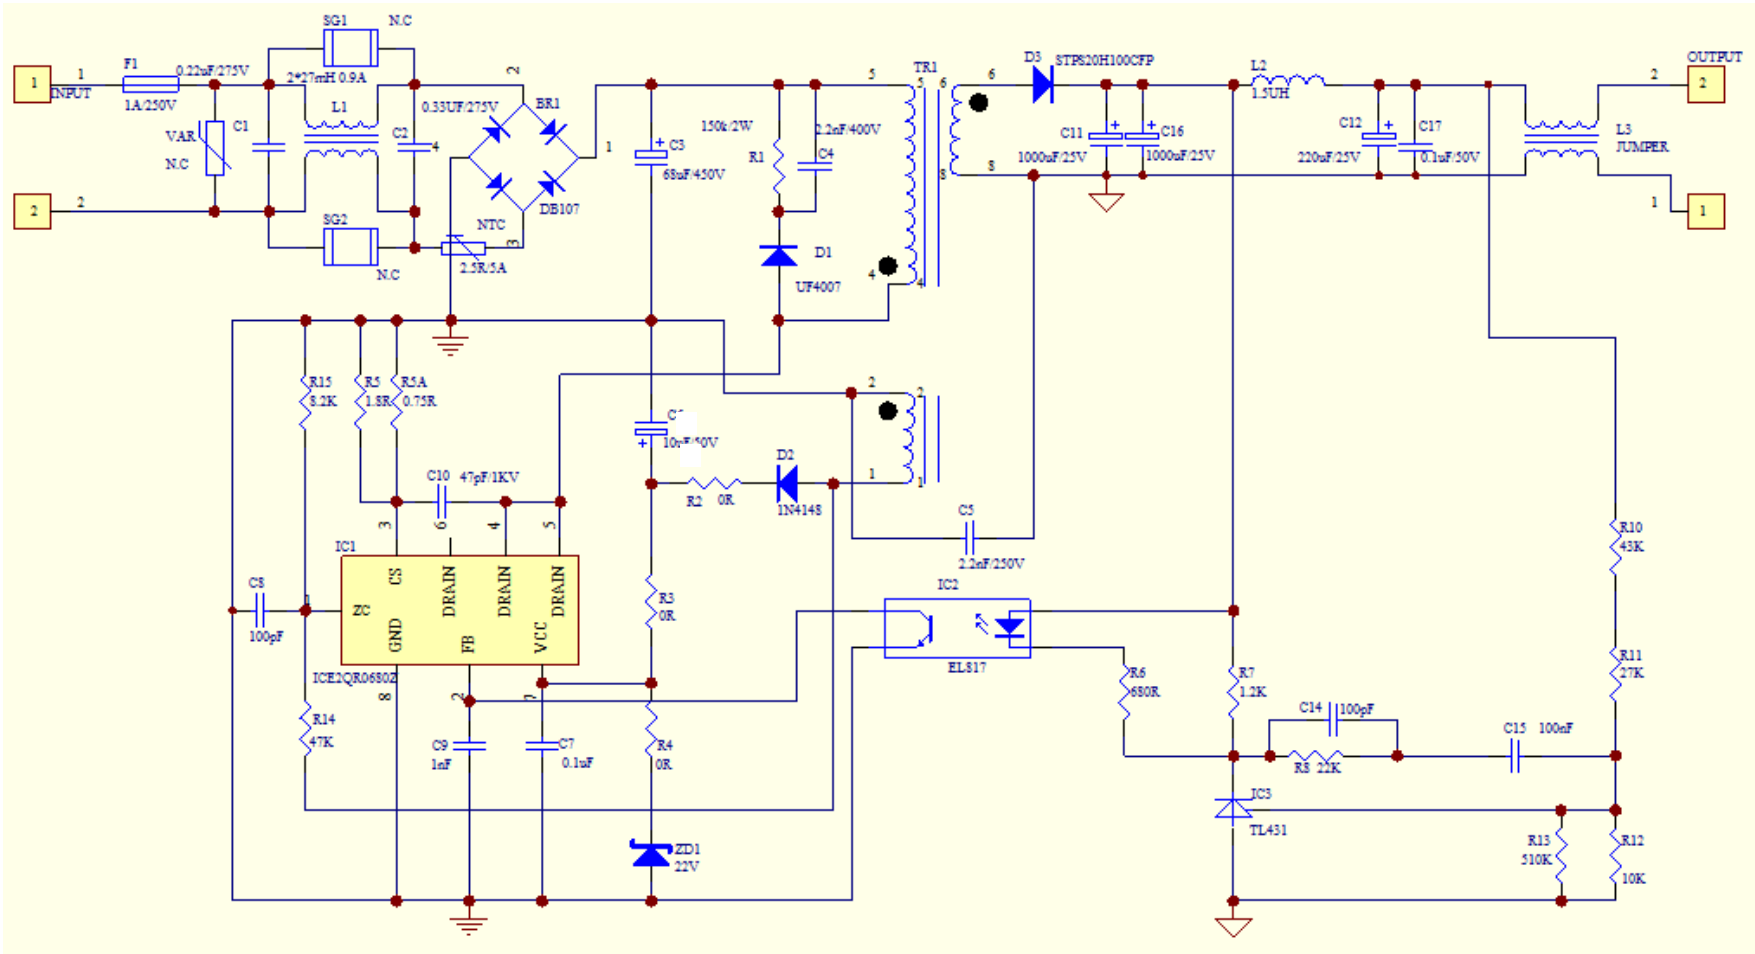 SG1 N.C
F1 0.22uF/275V
1 1
INPUT
1A/250V
2*27mH 0.9A
L1
VAR
N.C
C1
C2
4
0.33UF/275V
2
BR1
1
DB107
3
2 2
SG2
N.C
NTC
2.5R/5A
C3
68uF/450V
150k/2W
R1
2.2nF/400V
C4
D1
UF4007
TR1
5 5
4 4
6 6
8 8
D3 STPS20H100CFP
C11
1000uF/25V
C16
1000uF/25V
L2
1.5UH
C12
220uF/25V
C17
0.1uF/50V
L3
JUMPER
OUTPUT
2 2
1 1
R15
8.2K
R5
1.8R
R5A
0.75R
50V
2 2
1 1
D2
1N4148
R2 0R
C10 47pF/1KV
3 6 4 5
IC1
CS DRAIN DRAIN DRAIN
ZC
1
GND FB VCC
ICE2QR0680Z
8 2 7
C8
100pF
R14
47K
C9
1nF
C7
0.1uF
R3
0R
R4
0R
ZD1
22V
C5
2.2nF/250V
IC2
EL817
R6
680R
R7
1.2K
C14 100pF
R8 22K
C15 100nF
R10
43K
R11
27K
IC3
TL431
R13
510K
R12
10K